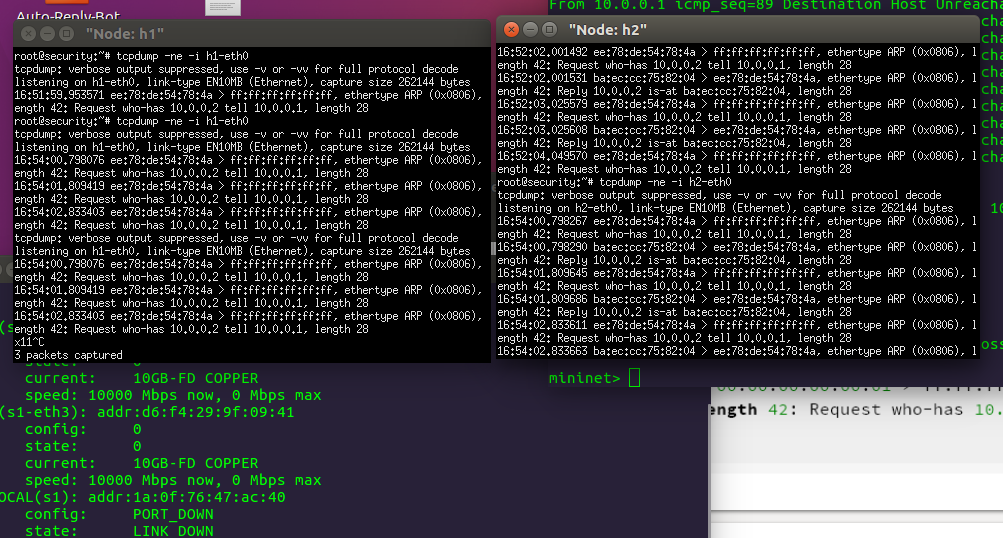 Auto-Reply-Bot
From 10.0.0.1 icmp_seq=89 Destination Host Unreac
"Node: h1"
root@security:~# tcpdump -ne -i h1-eth0
tcpdump: verbose output suppressed, use -v or -vv for full protocol decode
listening on h1-eth0, link-type EN10MB (Ethernet), capture size 262144 bytes
16:51:59.953571 ee:78:de:54:78:4a > ff:ff:ff:ff:ff:ff, ethertype ARP (0x0806), l
ength 42: Request who-has 10.0.0.2 tell 10.0.0.1, length 28
root@security:~# tcpdump -ne -i h1-eth0
tcpdump: verbose output suppressed, use -v or -vv for full protocol decode
listening on h1-eth0, link-type EN10MB (Ethernet), capture size 262144 bytes
16:54:00.798076 ee:78:de:54:78:4a > ff:ff:ff:ff:ff:ff, ethertype ARP (0x0806), l
ength 42: Request who-has 10.0.0.2 tell 10.0.0.1, length 28
16:54:01.809419 ee:78:de:54:78:4a > ff:ff:ff:ff:ff:ff, ethertype ARP (0x0806), l
ength 42: Request who-has 10.0.0.2 tell 10.0.0.1, length 28
16:54:02.833403 ee:78:de:54:78:4a > ff:ff:ff:ff:ff:ff, ethertype ARP (0x0806), l
ength 42: Request who-has 10.0.0.2 tell 10.0.0.1, length 28
tcpdump: verbose output suppressed, use -v or -vv for full protocol decode
listening on h1-eth0, link-type EN10MB (Ethernet), capture size 262144 bytes
16:54:00.798076 ee:78:de:54:78:4a > ff:ff:ff:ff:ff:ff, ethertype ARP (0x0806), l
ength 42: Request who-has 10.0.0.2 tell 10.0.0.1, length 28
16:54:01.809419 ee:78:de:54:78:4a > ff:ff:ff:ff:ff:ff, ethertype ARP (0x0806), l
ength 42: Request who-has 10.0.0.2 tell 10.0.0.1, length 28
16:54:02.833403 ee:78:de:54:78:4a > ff:ff:ff:ff:ff:ff, ethertype ARP (0x0806), l
ength 42: Request who-has 10.0.0.2 tell 10.0.0.1, length 28
x11^C
3 packets captured
"Node: h2"
16:52:02.001492 ee:78:de:54:78:4a > ff:ff:ff:ff:ff:ff, ethertype ARP (0x0806), l
ength 42: Request who-has 10.0.0.2 tell 10.0.0.1, length 28
16:52:02.001531 ba:ec:cc:75:82:04 > ee:78:de:54:78:4a, ethertype ARP (0x0806), l
ength 42: Reply 10.0.0.2 is-at ba:ec:cc:75:82:04, length 28
16:52:03.025579 ee:78:de:54:78:4a > ff:ff:ff:ff:ff:ff, ethertype ARP (0x0806), l
ength 42: Request who-has 10.0.0.2 tell 10.0.0.1, length 28
16:52:03.025608 ba:ec:cc:75:82:04 > ee:78:de:54:78:4a, ethertype ARP (0x0806), l
ength 42: Reply 10.0.0.2 is-at ba:ec:cc:75:82:04, length 28
16:52:04.049570 ee:78:de:54:78:4a > ff:ff:ff:ff:ff:ff, ethertype ARP (0x0806), l
root@security:~# tcpdump -ne -i h2-eth0
tcpdump: verbose output suppressed, use -v or -vv for full protocol decode
listening on h2-eth0, link-type EN10MB (Ethernet), capture size 262144 bytes
16:54:00.798267 ee:78:de:54:78:4a > ff:ff:ff:ff:ff:ff, ethertype ARP (0x0806), l
ength 42: Request who-has 10.0.0.2 tell 10.0.0.1, length 28
16:54:00.798290 ba:ec:cc:75:82:04 > ee:78:de:54:78:4a, ethertype ARP (0x0806), l
ength 42: Reply 10.0.0.2 is-at ba:ec:cc:75:82:04, length 28
16:54:01.809645 ee:78:de:54:78:4a > ff:ff:ff:ff:ff:ff, ethertype ARP (0x0806), l
ength 42: Request who-has 10.0.0.2 tell 10.0.0.1, length 28
16:54:01.809686 ba:ec:cc:75:82:04 > ee:78:de:54:78:4a, ethertype ARP (0x0806), l
ength 42: Reply 10.0.0.2 is-at ba:ec:cc:75:82:04, length 28
16:54:02.833611 ee:78:de:54:78:4a > ff:ff:ff:ff:ff:ff, ethertype ARP (0x0806), l
ength 42: Request who-has 10.0.0.2 tell 10.0.0.1, length 28
16:54:02.833663 ba:ec:cc:75:82:04 > ee:78:de:54:78:4a, ethertype ARP (0x0806), l
cha
cha
cha
cha
cha
cha
cha
10
oss
mininet>
current: 10GB-FD COPPER
speed: 10000 Mbps now, 0 Mbps max
(s1-eth3): addr:d6:f4:29:9f:09:41
config: 0
state: 0
current: 10GB-FD COPPER
speed: 10000 Mbps now, 0 Mbps max
OCAL(s1): addr:1a:0f:76:47:ac:40
config: PORT_DOWN
state: LINK_DOWN
ength 42: Request who-has 10.